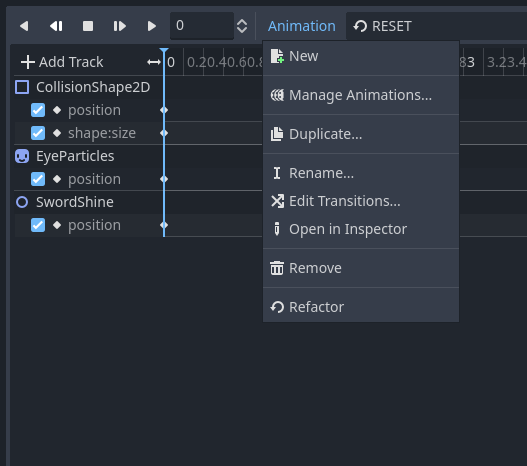 0 Animation RESET
Add Track 0 0.2 0.4 0.6 0.8 3 3.2 3.4
New
CollisionShape2D
Manage Animations...
position
shape:size
Duplicate...
EyeParticles
Rename...
position
SwordShine
Edit Transitions...
position
Open in Inspector
Remove
Refactor